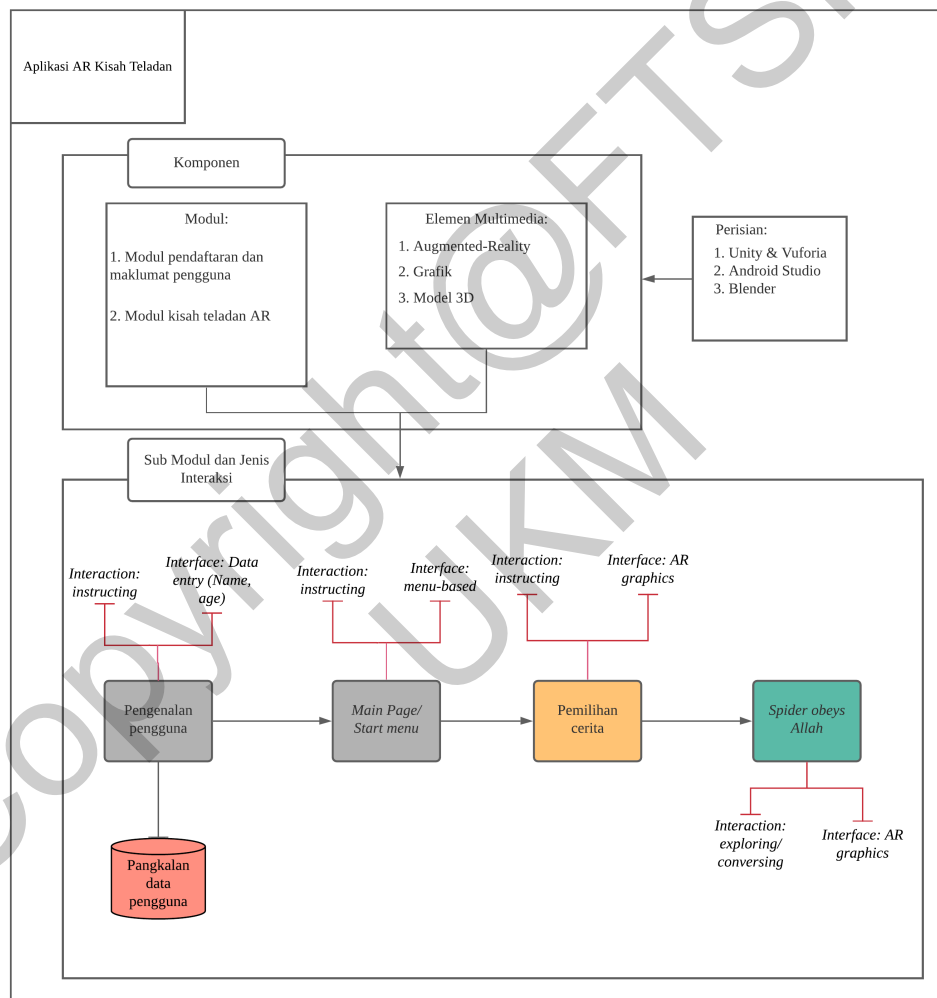 Aplikasi AR Kisah Teladan
Komponen
Modul:
1. Modul pendaftaran dan
maklumat pengguna
2. Modul kisah teladan AR
Elemen Multimedia:
1. Augmented-Reality
2. Grafik
3. Model 3D
Perisian:
1. Unity & Vuforia
2. Android Studio
3. Blender
Sub Modul dan Jenis
Interaksi
Interaction:
instructing
Interface: Data
entry (Name,
age)
Interaction:
instructing
Interface:
menu-based
Interaction:
instructing
Interface: AR
graphics
Pengenalan
pengguna
Main Page/
Start menu
Pemilihan
cerita
Spider obeys
Allah
Interaction:
exploring/
conversing
Interface: AR
graphics
Pangkalan
data
pengguna
Copyright@FTS
UKM